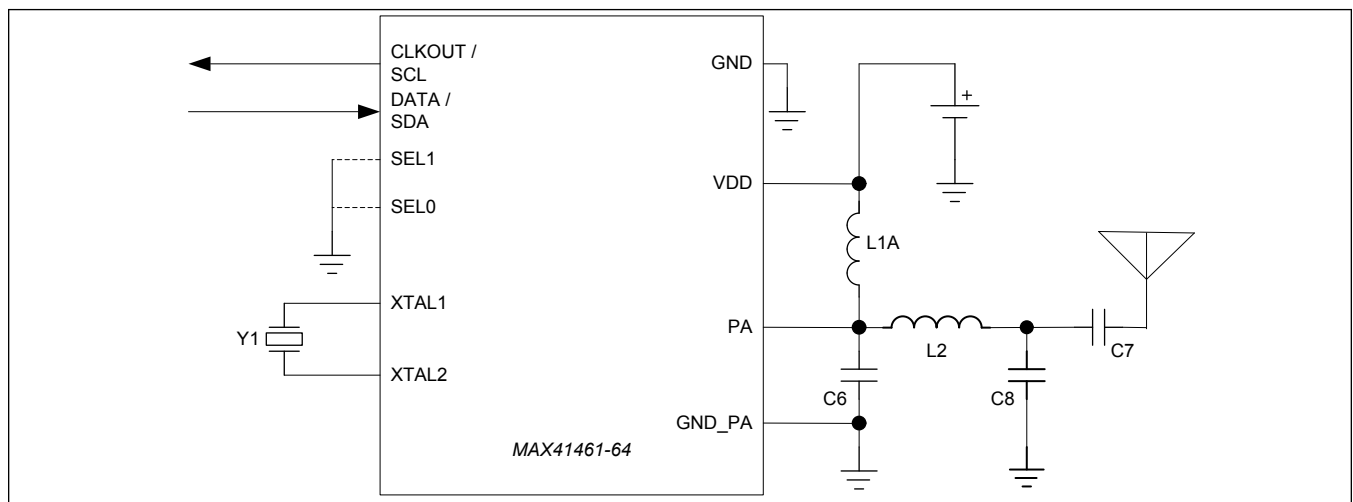 CLKOUT /
SCL
DATA /
SDA
SEL1
SEL0
XTAL1
XTAL2
Y1
GND
VDD
PA
GND_PA
MAX41461-64
+
L1A
L2
C6
C8
C7